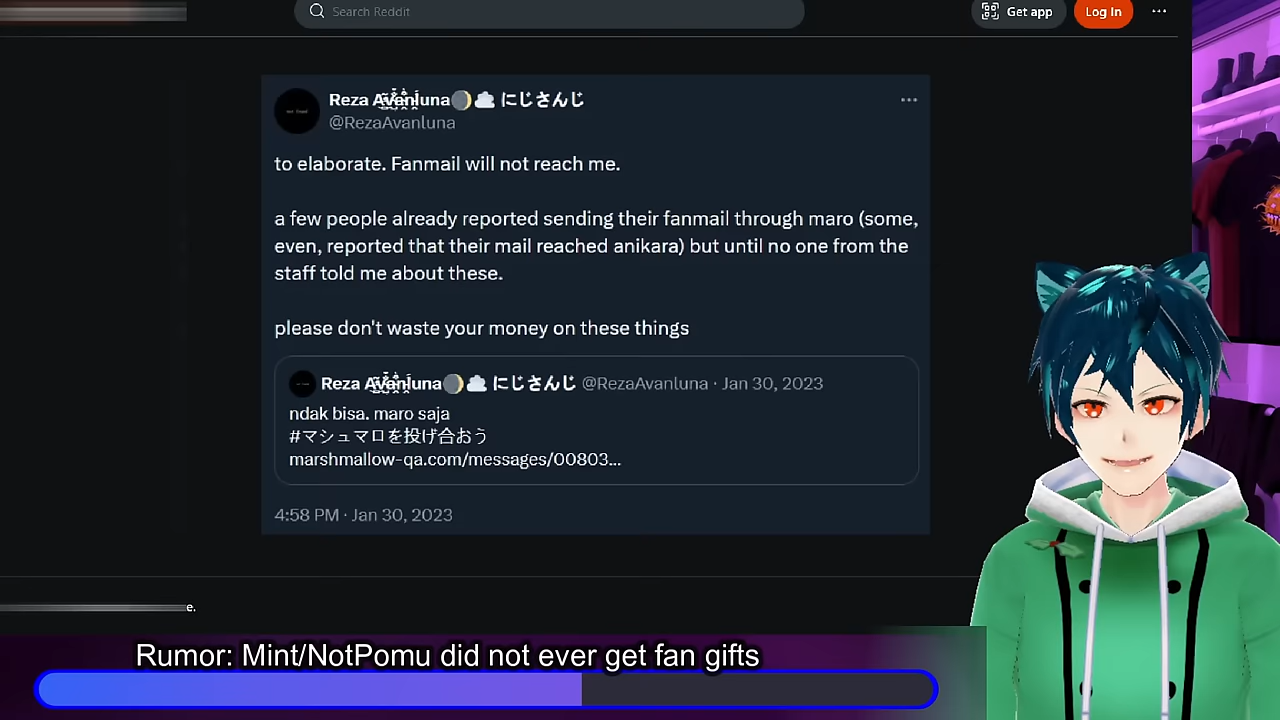 Search Reddit
Get app
Log In
Reza Avanluna🌖☁ にじさんじ
@RezaAvanluna
to elaborate. Fanmail will not reach me.
a few people already reported sending their fanmail through maro (some,
even, reported that their mail reached anikara) but until no one from the
staff told me about these.
please don't waste your money on these things
Reza Avanluna🌖☁ にじさんじ @RezaAvanluna · Jan 30, 2023
ndak bisa. maro saja
#マシュマロを投げ合おう
marshmallow-qa.com/messages/00803...
4:58 PM · Jan 30, 2023
e.
Rumor: Mint/NotPomu did not ever get fan gifts